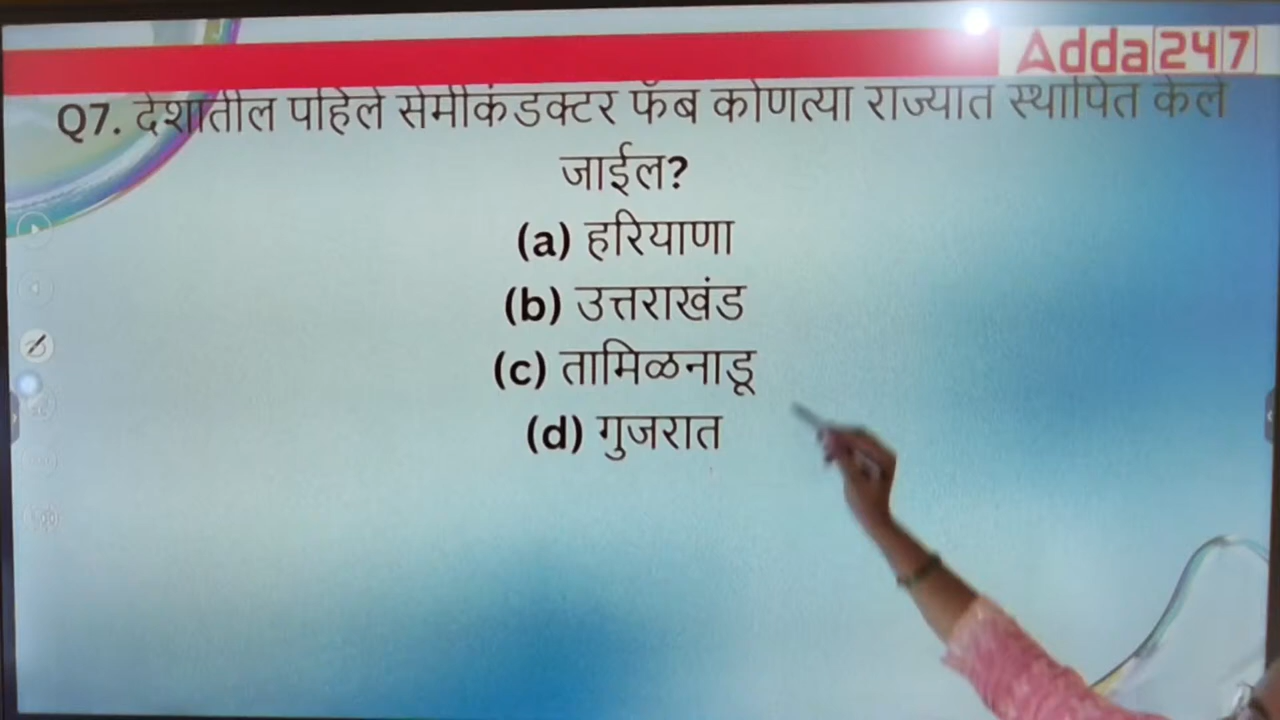 Adda247
Q7. देशातील पहिले सेमीकंडक्टर फॅब कोणत्या राज्यात स्थापित केले
जाईल?
(a) हरियाणा
(b) उत्तराखंड
(c) तामिळनाडू
(d) गुजरात